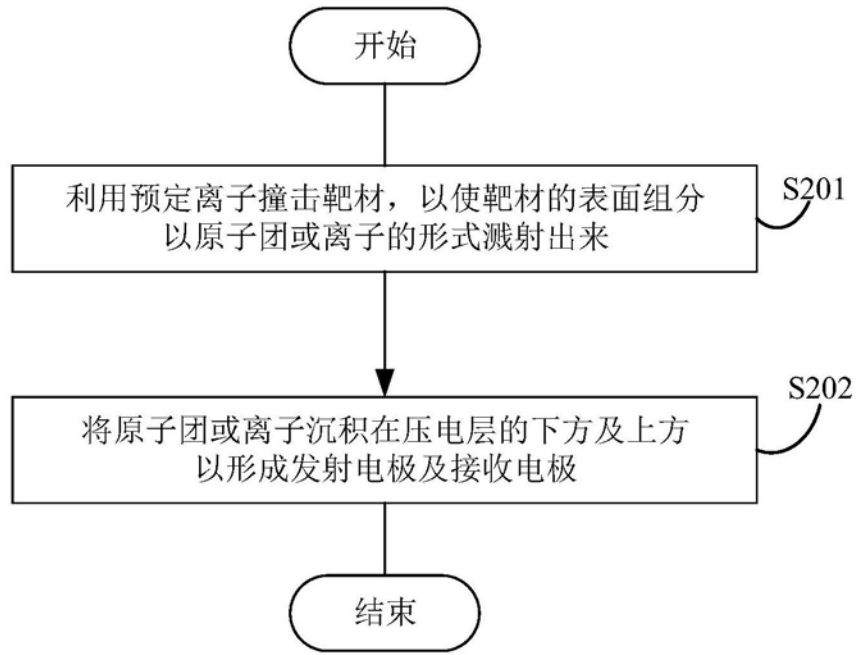 开始
利用预定离子撞击靶材，以使靶材的表面组分
以原子团或离子的形式溅射出来
S201
将原子团或离子沉积在压电层的下方及上方
以形成发射电极及接收电极
S202
结束